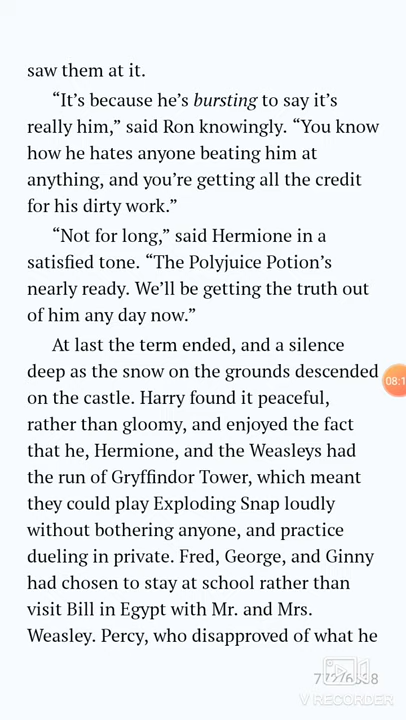 saw them at it.
“It’s because he’s bursting to say it’s
really him,” said Ron knowingly. “You know
how he hates anyone beating him at
anything, and you’re getting all the credit
for his dirty work.”
“Not for long,” said Hermione in a
satisfied tone. “The Polyjuice Potion’s
nearly ready. We’ll be getting the truth out
of him any day now.”
At last the term ended, and a silence
deep as the snow on the grounds descended
on the castle. Harry found it peaceful,
rather than gloomy, and enjoyed the fact
that he, Hermione, and the Weasleys had
the run of Gryffindor Tower, which meant
they could play Exploding Snap loudly
without bothering anyone, and practice
dueling in private. Fred, George, and Ginny
had chosen to stay at school rather than
visit Bill in Egypt with Mr. and Mrs.
Weasley. Percy, who disapproved of what he
V RECORDER